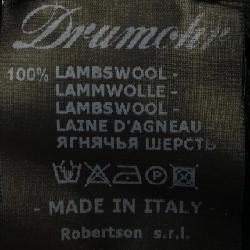 Drumohr
100% LAMBSWOOL -
LAMMWOLLE -
LAMBSWOOL -
LAINE D'AGNEAU -
ЯГНЯЧЬЯ ШЕРСТЬ
- MADE IN ITALY -
Robertson s.r.l.